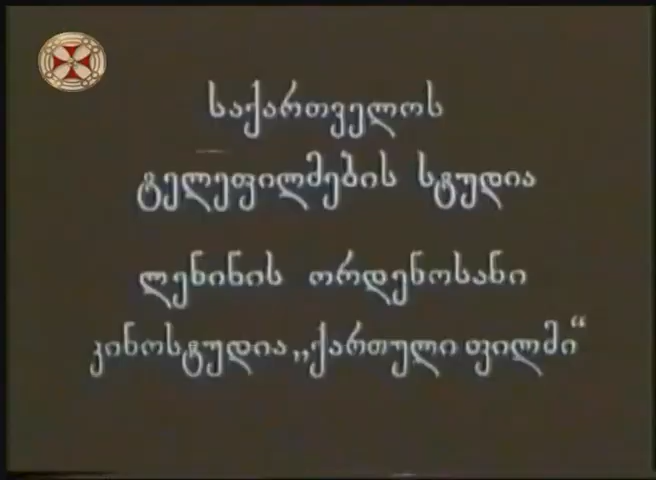 საქართველოს
ტელეფილმების სტუდია
ლენინის ორდენოსანი
კინოსტუდია „ქართული ფილმი“